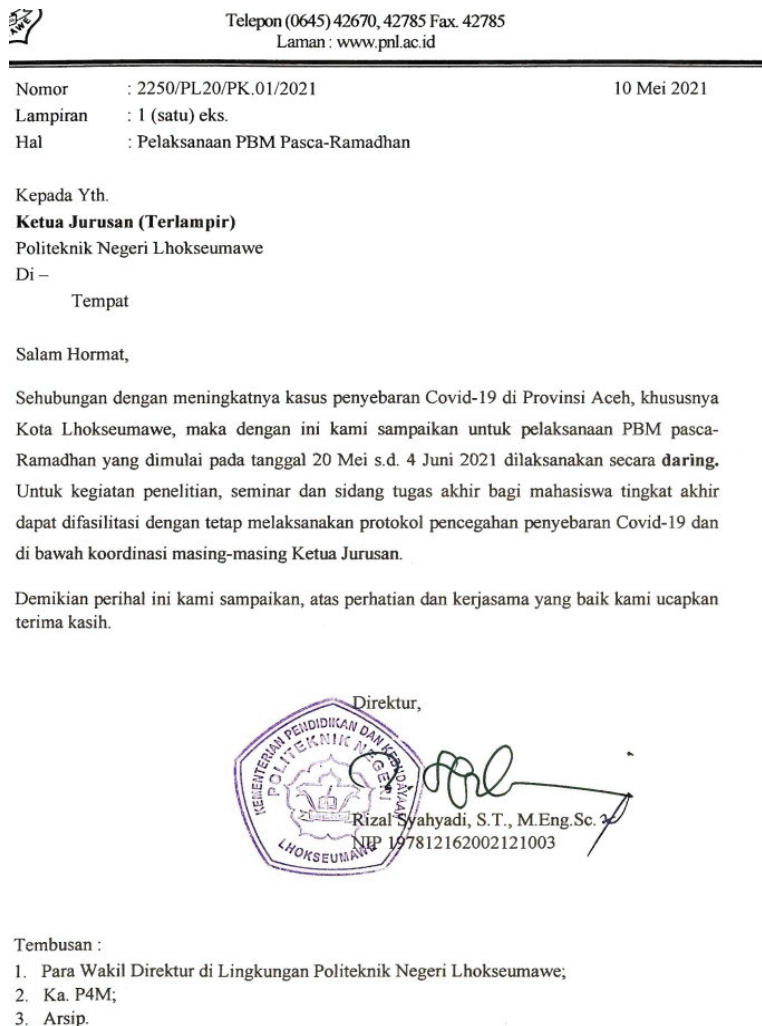 Telepon (0645) 42670, 42785 Fax. 42785
Laman : www.pnl.ac.id
Nomor : 2250/PL20/PK.01/2021 10 Mei 2021
Lampiran : 1 (satu) eks.
Hal : Pelaksanaan PBM Pasca-Ramadhan
Kepada Yth.
Ketua Jurusan (Terlampir)
Politeknik Negeri Lhokseumawe
Di –
Tempat
Salam Hormat,
Sehubungan dengan meningkatnya kasus penyebaran Covid-19 di Provinsi Aceh, khususnya
Kota Lhokseumawe, maka dengan ini kami sampaikan untuk pelaksanaan PBM pasca-
Ramadhan yang dimulai pada tanggal 20 Mei s.d. 4 Juni 2021 dilaksanakan secara daring.
Untuk kegiatan penelitian, seminar dan sidang tugas akhir bagi mahasiswa tingkat akhir
dapat difasilitasi dengan tetap melaksanakan protokol pencegahan penyebaran Covid-19 dan
di bawah koordinasi masing-masing Ketua Jurusan.
Demikian perihal ini kami sampaikan, atas perhatian dan kerjasama yang baik kami ucapkan
terima kasih.
Direktur,
KEMENTERIAN PENDIDIKAN DAN KEBUDAYAAN
POLITEKNIK NEGERI
LHOKSEUMAWE
Rizal Syahyadi, S.T., M.Eng.Sc.
NIP 197812162002121003
Tembusan :
1. Para Wakil Direktur di Lingkungan Politeknik Negeri Lhokseumawe;
2. Ka. P4M;
3. Arsip.